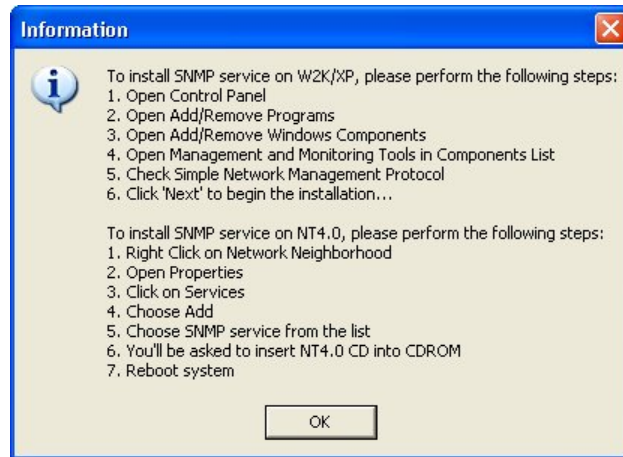 Information
To install SNMP service on W2K/XP, please perform the following steps:
1. Open Control Panel
2. Open Add/Remove Programs
3. Open Add/Remove Windows Components
4. Open Management and Monitoring Tools in Components List
5. Check Simple Network Management Protocol
6. Click 'Next' to begin the installation...
To install SNMP service on NT4.0, please perform the following steps:
1. Right Click on Network Neighborhood
2. Open Properties
3. Click on Services
4. Choose Add
5. Choose SNMP service from the list
6. You'll be asked to insert NT4.0 CD into CDROM
7. Reboot system
OK